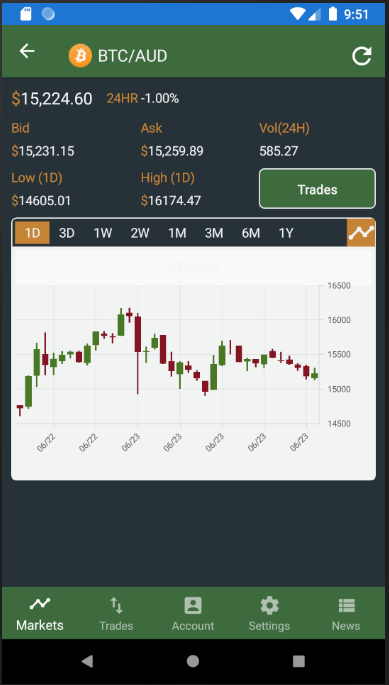 9:51
BTC/AUD
$15,224.60 24HR -1.00%
Bid Ask Vol(24H)
$15,231.15 $15,259.89 585.27
Low (1D) High (1D)
$14605.01 $16174.47
Trades
1D 3D 1W 2W 1M 3M 6M 1Y
BTC/AUD
16500
16000
15500
15000
14500
06/22 06/22 06/23 06/23 06/23 06/23 06/23
Markets Trades Account Settings News